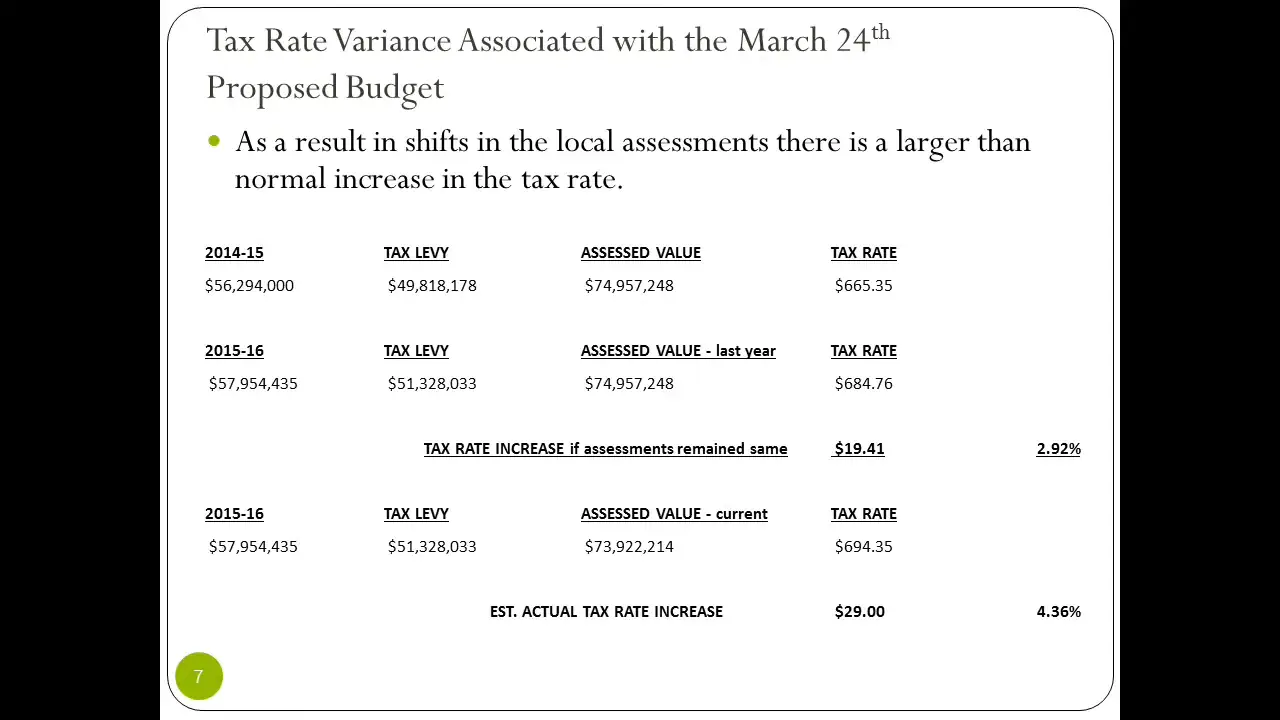 Tax Rate Variance Associated with the March 24th
Proposed Budget
As a result in shifts in the local assessments there is a larger than
normal increase in the tax rate.
2014-15 TAX LEVY ASSESSED VALUE TAX RATE
$56,294,000 $49,818,178 $74,957,248 $665.35
2015-16 TAX LEVY ASSESSED VALUE - last year TAX RATE
$57,954,435 $51,328,033 $74,957,248 $684.76
TAX RATE INCREASE if assessments remained same $19.41 2.92%
2015-16 TAX LEVY ASSESSED VALUE - current TAX RATE
$57,954,435 $51,328,033 $73,922,214 $694.35
EST. ACTUAL TAX RATE INCREASE $29.00 4.36%
7